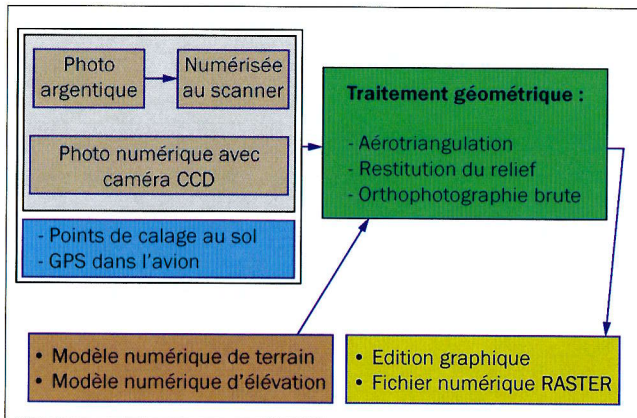 Photo
argentique
Numérisée
au scanner
Photo numérique avec
caméra CCD
- Points de calage au sol
- GPS dans l'avion
Traitement géométrique :
- Aérotriangulation
- Restitution du relief
- Orthophotographie brute
• Modèle numérique de terrain
• Modèle numérique d'élévation
• Edition graphique
• Fichier numérique RASTER